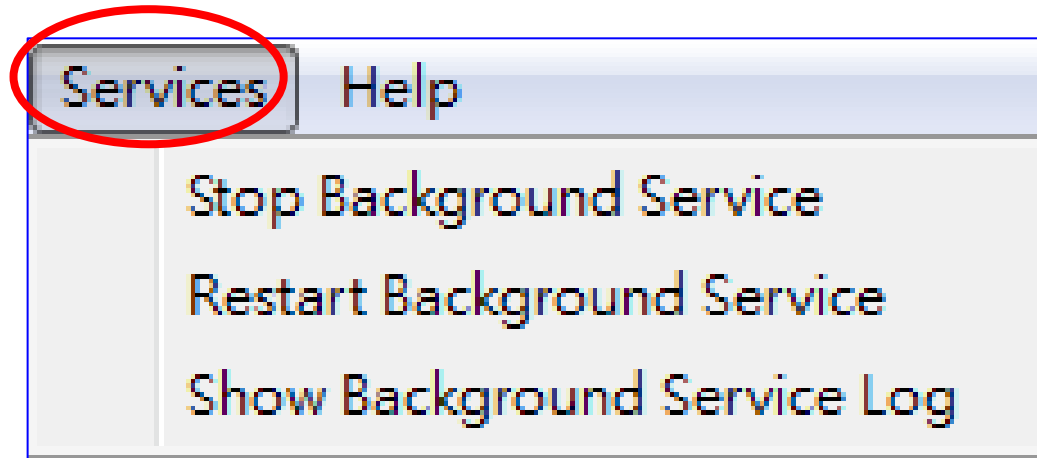 Services Help
Stop Background Service
Restart Background Service
Show Background Service Log